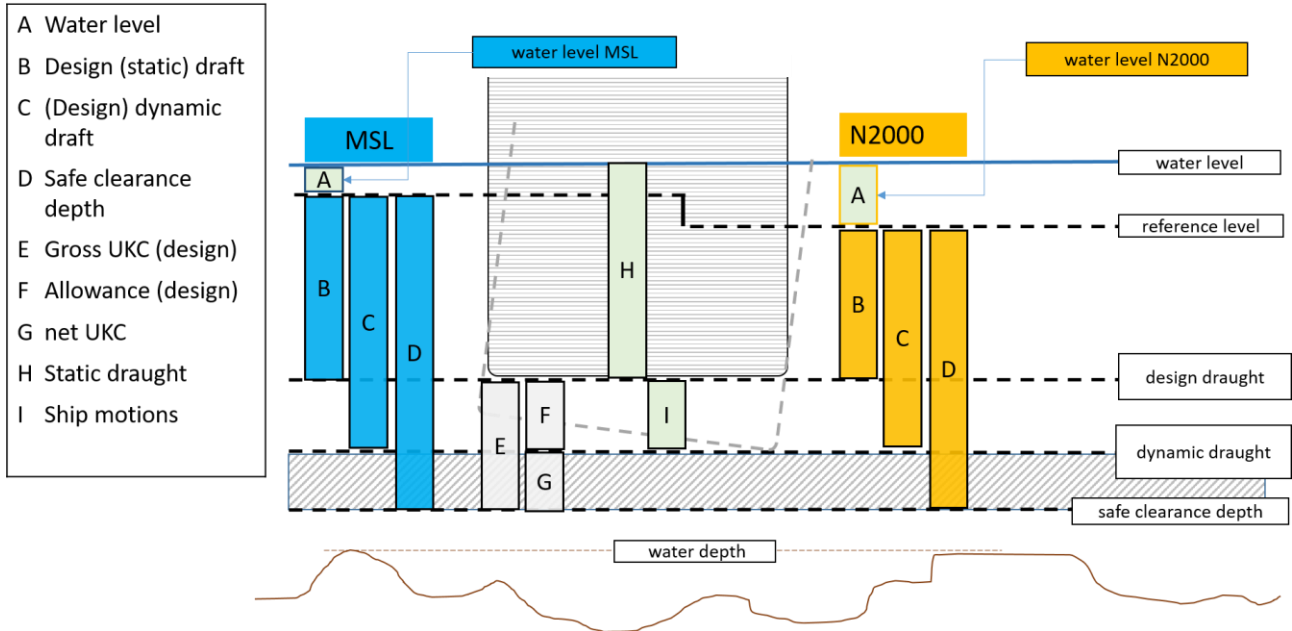 A Water level
B Design (static) draft
C (Design) dynamic
draft
D Safe clearance
depth
E Gross UKC (design)
F Allowance (design)
G net UKC
H Static draught
I Ship motions
water level MSL
water level N2000
MSL
N2000
water level
A
A
reference level
H
B
C
D
B
C
D
design draught
E
F
I
G
dynamic draught
safe clearance depth
water depth